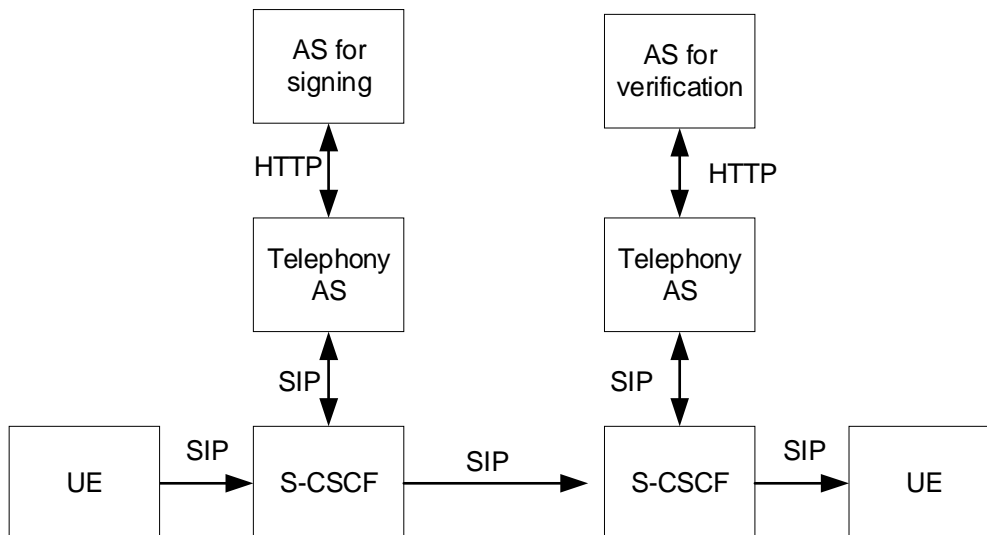 AS for
signing
AS for
verification
HTTP
HTTP
Telephony
AS
Telephony
AS
SIP
SIP
UE
SIP
S-CSCF
SIP
S-CSCF
SIP
UE